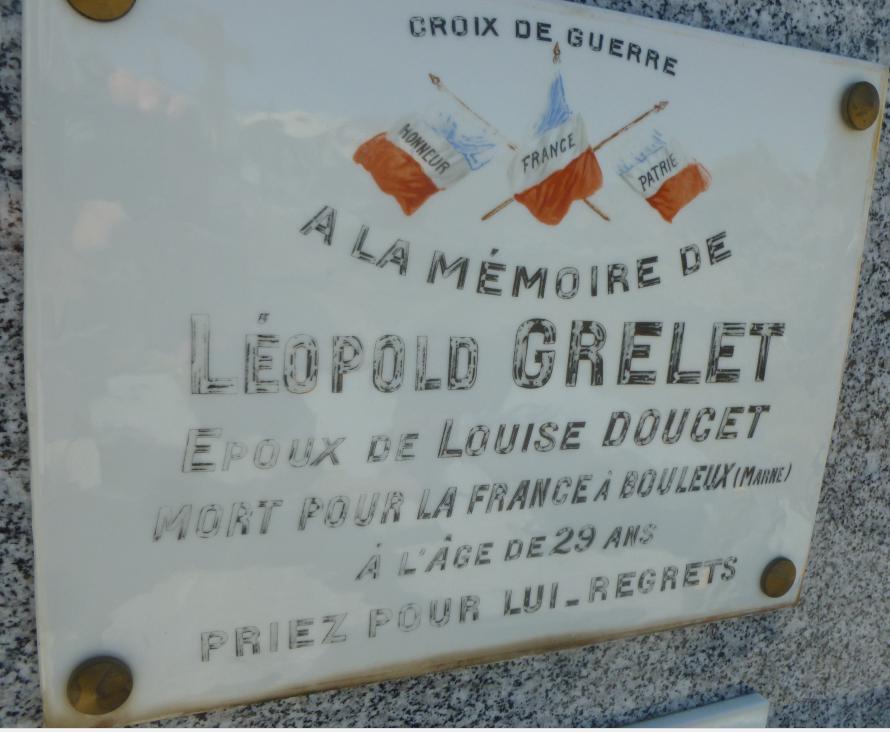 CROIX DE GUERRE
HONNEUR
FRANCE
PATRIE
A LA MÉMOIRE DE
LÉOPOLD GRELET
EPOUX DE LOUISE DOUCET
MORT POUR LA FRANCE À BOULEUX (MARNE)
À L'ÂGE DE 29 ANS
PRIEZ POUR LUI_REGRETS